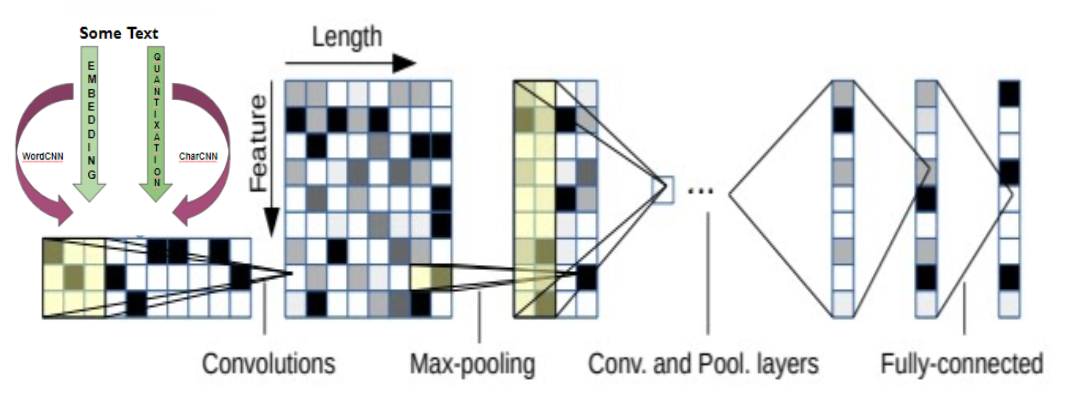 Some Text
EMBEDDING
QUANTIXATION
WordCNN
CharCNN
Length
Feature
...
Convolutions
Max-pooling
Conv. and Pool. layers
Fully-connected